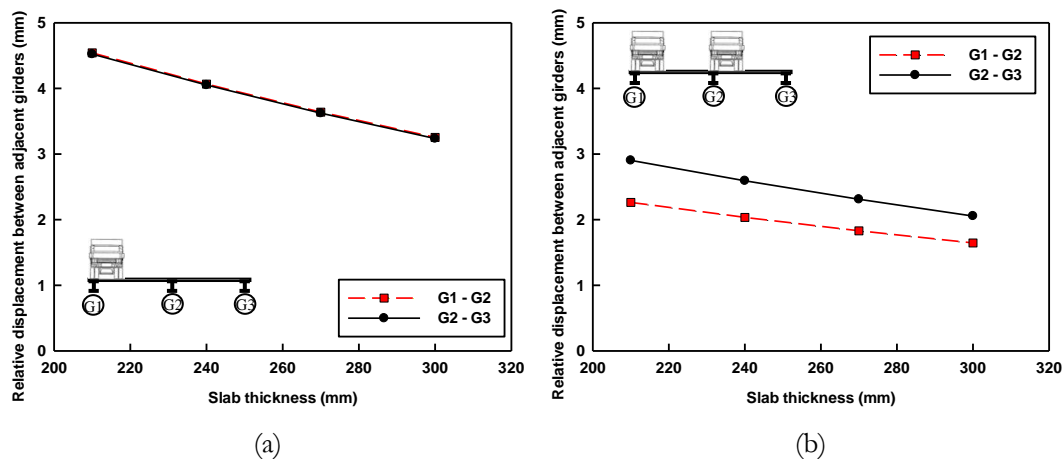 Relative displacement between adjacent girders (mm)
5
4
3
2
1
0
G1
G2
G3
G1 - G2
G2 - G3
200
220
240
260
280
300
320
Slab thickness (mm)
(a)
Relative displacement between adjacent girders (mm)
5
4
3
2
1
0
G1
G2
G3
G1 - G2
G2 - G3
200
220
240
260
280
300
320
Slab thickness (mm)
(b)